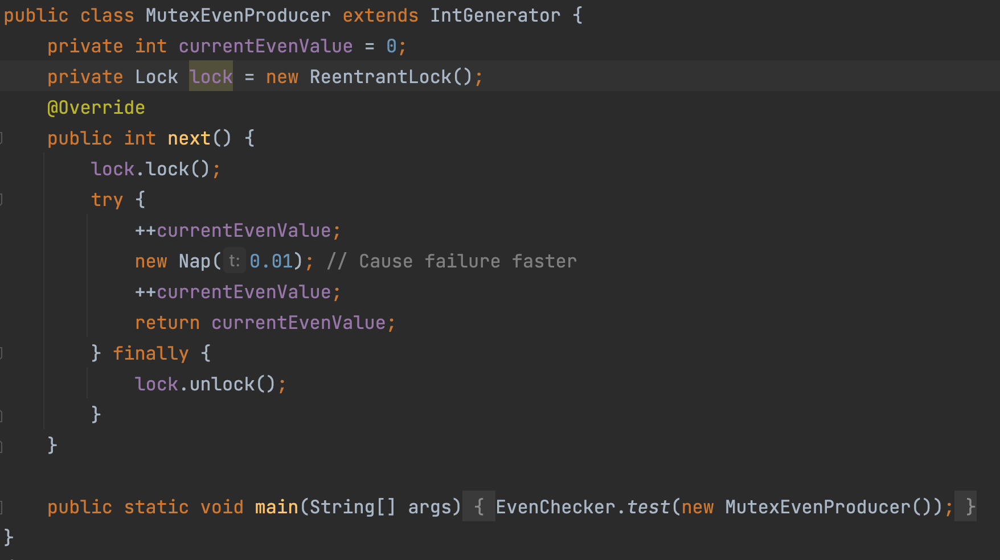 public class MutexEvenProducer extends IntGenerator {
private int currentEvenValue = 0;
private Lock lock = new ReentrantLock();
@Override
public int next() {
lock.lock();
try {
++currentEvenValue;
new Nap( t: 0.01); // Cause failure faster
++currentEvenValue;
return currentEvenValue;
} finally {
lock.unlock();
}
}
public static void main(String[] args) { EvenChecker.test(new MutexEvenProducer()); }
}